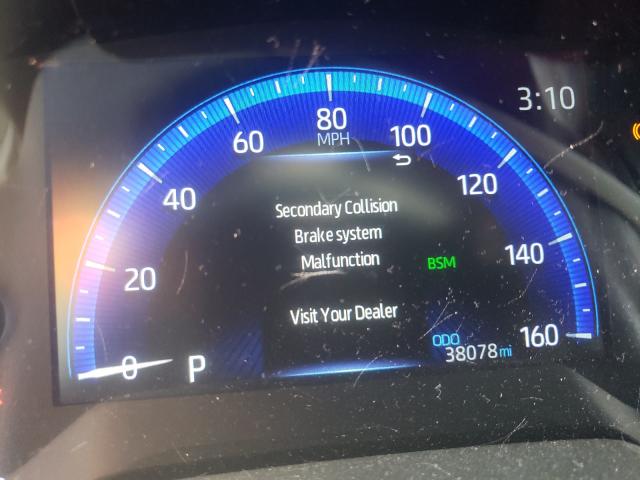 3:10
80
MPH
60
100
40
120
Secondary Collision
Brake system
Malfunction
BSM
20
140
Visit Your Dealer
0
P
ODO
38078 mi
160